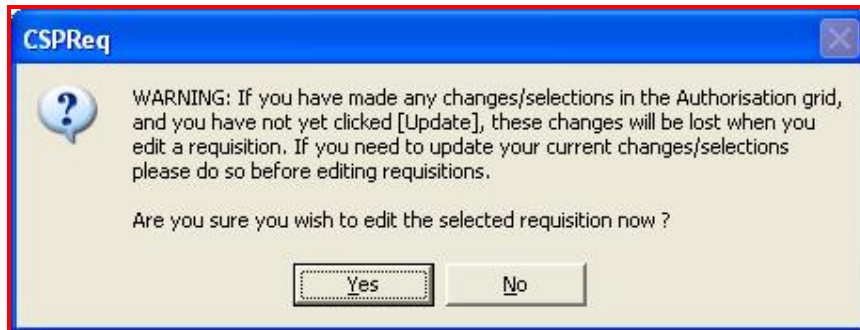 CSPReq
WARNING: If you have made any changes/selections in the Authorisation grid,
and you have not yet clicked [Update], these changes will be lost when you
edit a requisition. If you need to update your current changes/selections
please do so before editing requisitions.
Are you sure you wish to edit the selected requisition now ?
Yes No